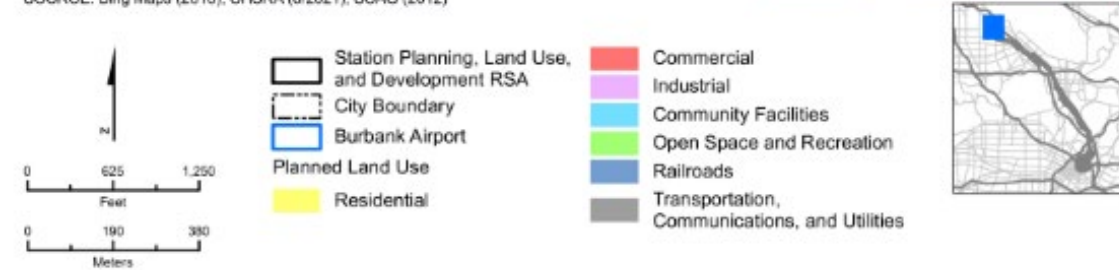 N
0 625 1,250
Feet
0 190 380
Meters
Station Planning, Land Use,
and Development RSA
City Boundary
Burbank Airport
Planned Land Use
Residential
Commercial
Industrial
Community Facilities
Open Space and Recreation
Railroads
Transportation,
Communications, and Utilities